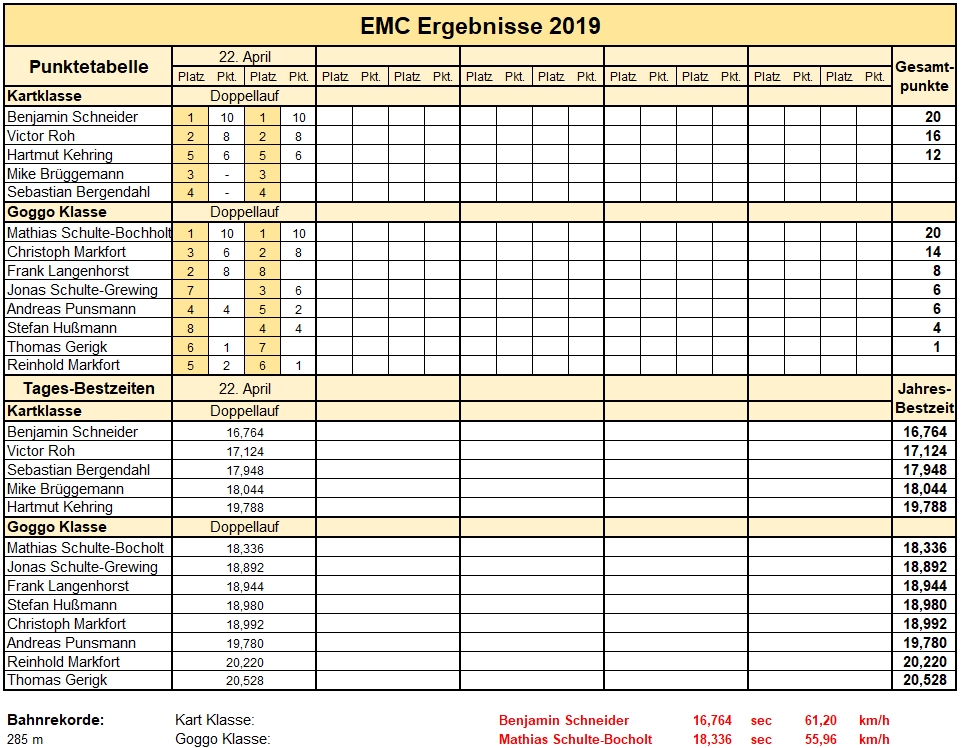 EMC Ergebnisse 2019
Punktetabelle 22. April Gesamt-punkte
Platz Pkt. Platz Pkt. Platz Pkt. Platz Pkt. Platz Pkt. Platz Pkt. Platz Pkt. Platz Pkt. Platz Pkt. Platz Pkt.
Kartklasse Doppellauf
Benjamin Schneider 1 10 1 10 20
Victor Roh 2 8 2 8 16
Hartmut Kehring 5 6 5 6 12
Mike Brüggemann 3 - 3
Sebastian Bergendahl 4 - 4
Goggo Klasse Doppellauf
Mathias Schulte-Bochholt 1 10 1 10 20
Christoph Markfort 3 6 2 8 14
Frank Langenhorst 2 8 8 8
Jonas Schulte-Grewing 7 3 6 6
Andreas Punsmann 4 4 5 2 6
Stefan Hußmann 8 4 4 4
Thomas Gerigk 6 1 7 1
Reinhold Markfort 5 2 6 1
Tages-Bestzeiten 22. April Jahres-
Kartklasse Doppellauf Bestzeit
Benjamin Schneider 16,764 16,764
Victor Roh 17,124 17,124
Sebastian Bergendahl 17,948 17,948
Mike Brüggemann 18,044 18,044
Hartmut Kehring 19,788 19,788
Goggo Klasse Doppellauf
Mathias Schulte-Bocholt 18,336 18,336
Jonas Schulte-Grewing 18,892 18,892
Frank Langenhorst 18,944 18,944
Stefan Hußmann 18,980 18,980
Christoph Markfort 18,992 18,992
Andreas Punsmann 19,780 19,780
Reinhold Markfort 20,220 20,220
Thomas Gerigk 20,528 20,528
Bahnrekorde: Kart Klasse: Benjamin Schneider 16,764 sec 61,20 km/h
285 m Goggo Klasse: Mathias Schulte-Bocholt 18,336 sec 55,96 km/h